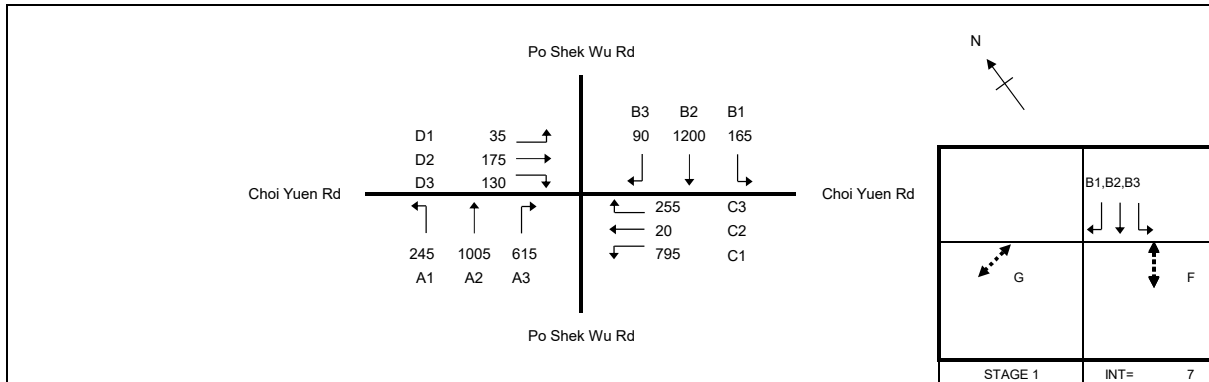 Po Shek Wu Rd
N
B3 B2 B1
D1 35 90 1200 165
D2 175
D3 130
B1,B2,B3
Choi Yuen Rd Choi Yuen Rd
255 C3
20 C2
245 1005 615 795 C1
A1 A2 A3
G F
Po Shek Wu Rd
STAGE 1 INT= 7